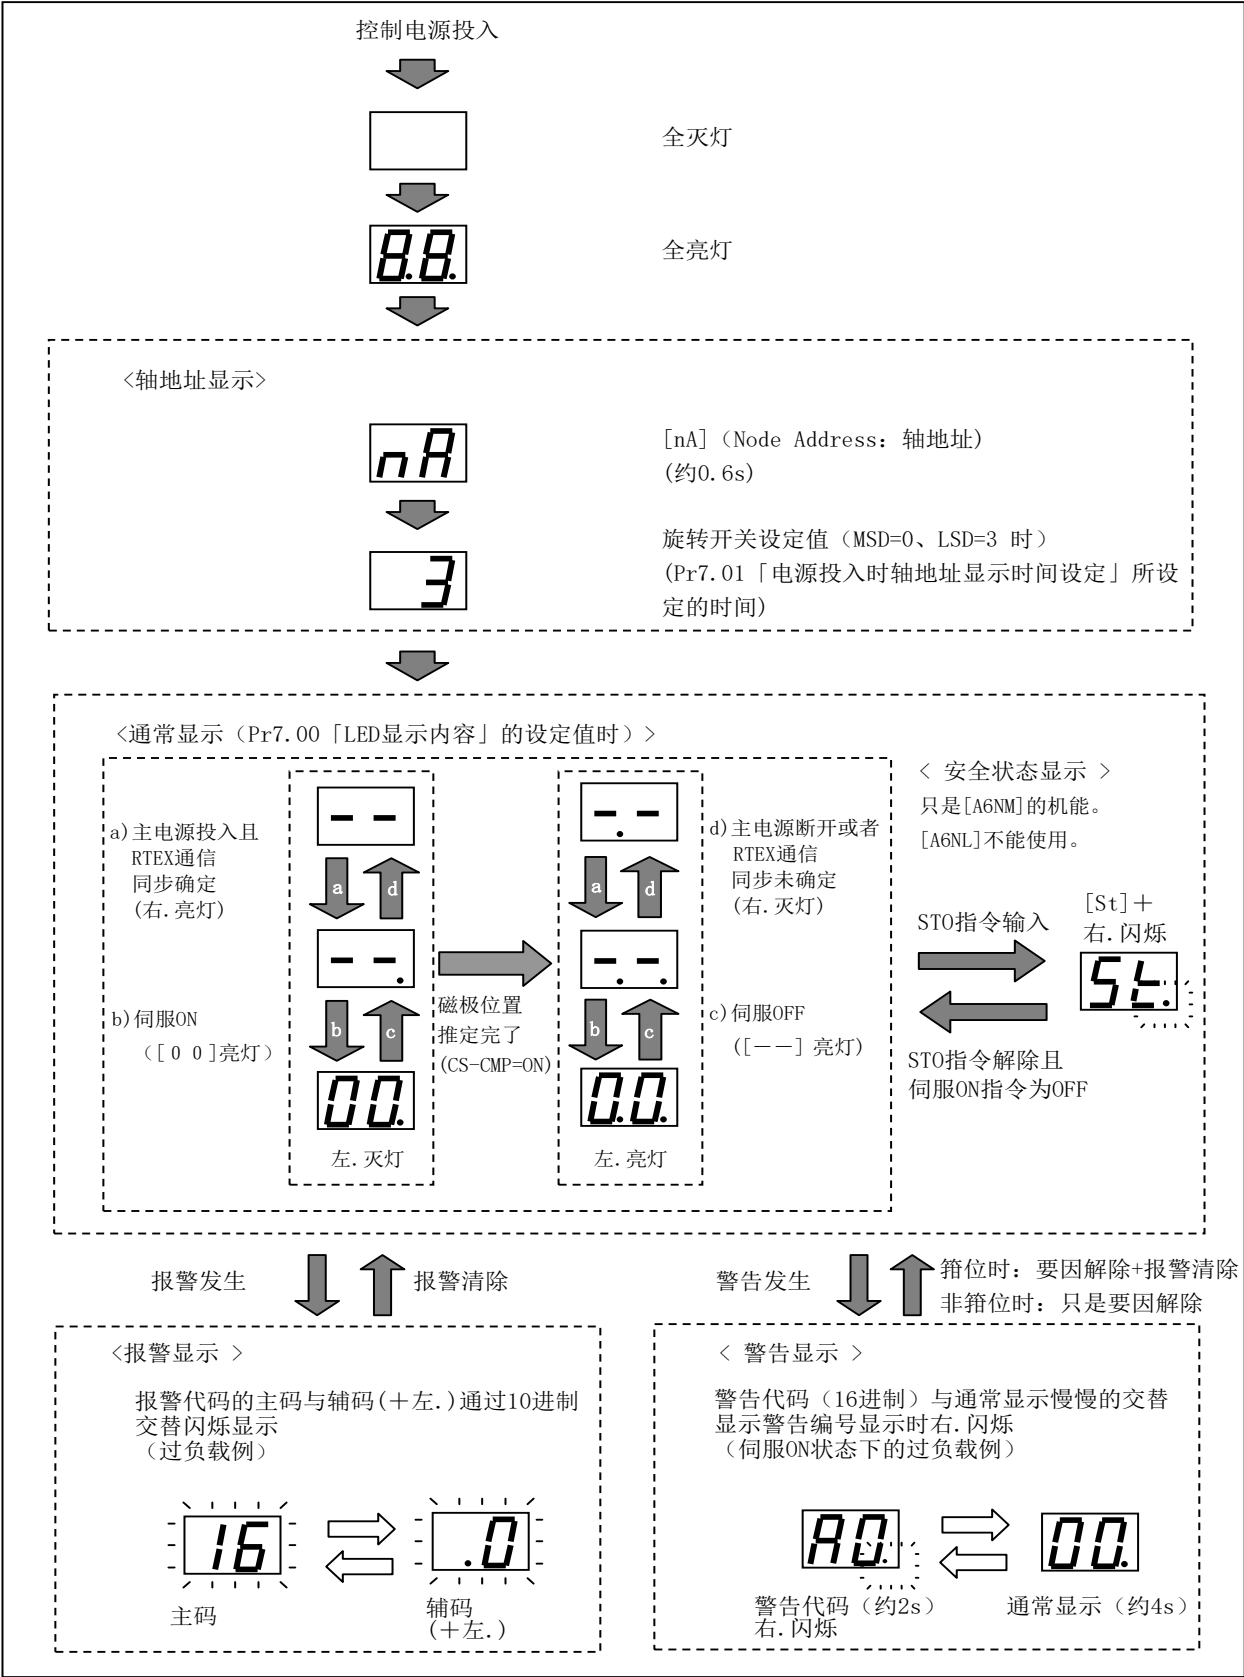 控制电源投入
全灭灯
8.8.
全亮灯
<轴地址显示>
nA
[nA]（Node Address：轴地址)
(约0.6s)
3
旋转开关设定值（MSD=0、LSD=3 时）
(Pr7.01「电源投入时轴地址显示时间设定」所设
定的时间)
<通常显示（Pr7.00「LED显示内容」的设定值时）>
a)主电源投入且
RTEX通信
同步确定
(右.亮灯)
b)伺服ON
（[ 0 0 ]亮灯）
– –
a
d
– –.
b
c
00.
左.灭灯
磁极位置
推定完了
(CS-CMP=ON)
–. –
a
d
–. –.
b
c
0.0.
左.亮灯
d)主电源断开或者
RTEX通信
同步未确定
(右.灭灯)
c)伺服OFF
([－－] 亮灯)
< 安全状态显示 >
只是[A6NM]的机能。
[A6NL]不能使用。
STO指令输入
[St]＋
右.闪烁
St.
STO指令解除且
伺服ON指令为OFF
报警发生
报警清除
警告发生
箝位时：要因解除+报警清除
非箝位时：只是要因解除
<报警显示 >
报警代码的主码与辅码(＋左.)通过10进制
交替闪烁显示
（过负载例）
16
.0
主码
辅码
(＋左.)
< 警告显示 >
警告代码（16进制）与通常显示慢慢的交替
显示警告编号显示时右.闪烁
（伺服ON状态下的过负载例）
A0.
00.
警告代码（约2s）
右.闪烁
通常显示（约4s）